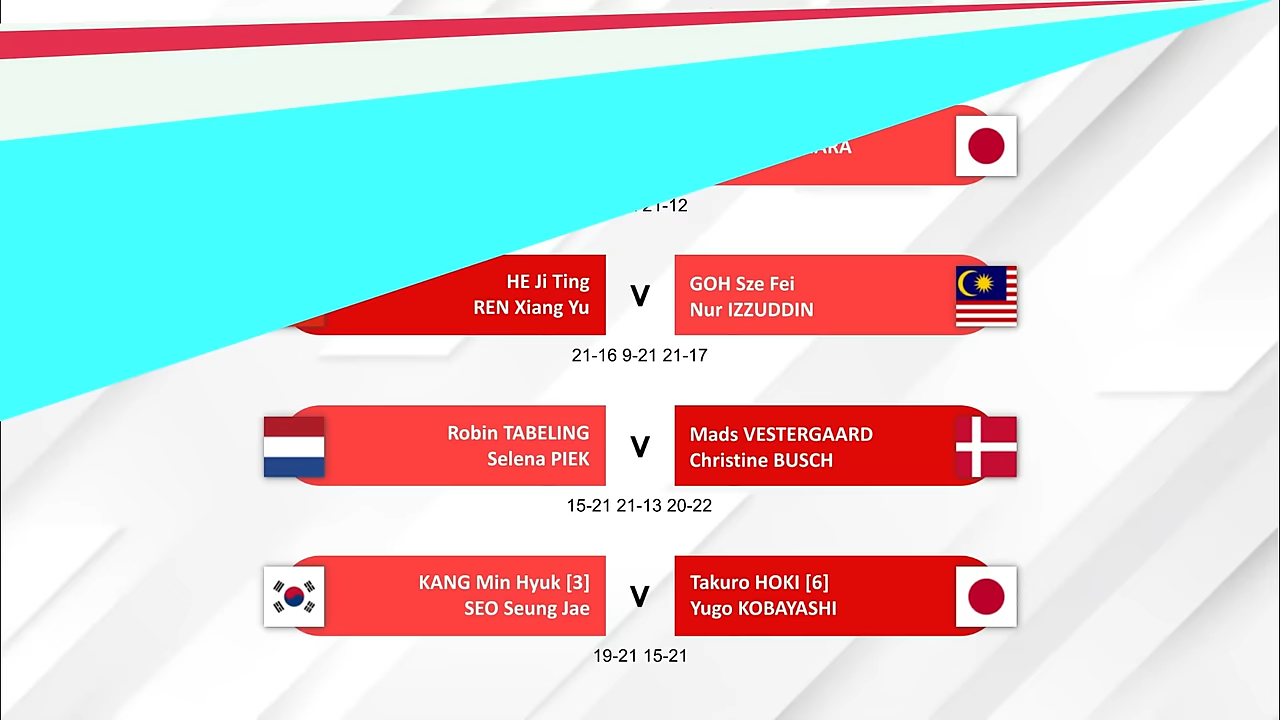 21-12
HE Ji Ting
REN Xiang Yu
V
GOH Sze Fei
Nur IZZUDDIN
21-16 9-21 21-17
Robin TABELING
Selena PIEK
V
Mads VESTERGAARD
Christine BUSCH
15-21 21-13 20-22
KANG Min Hyuk [3]
SEO Seung Jae
V
Takuro HOKI [6]
Yugo KOBAYASHI
19-21 15-21